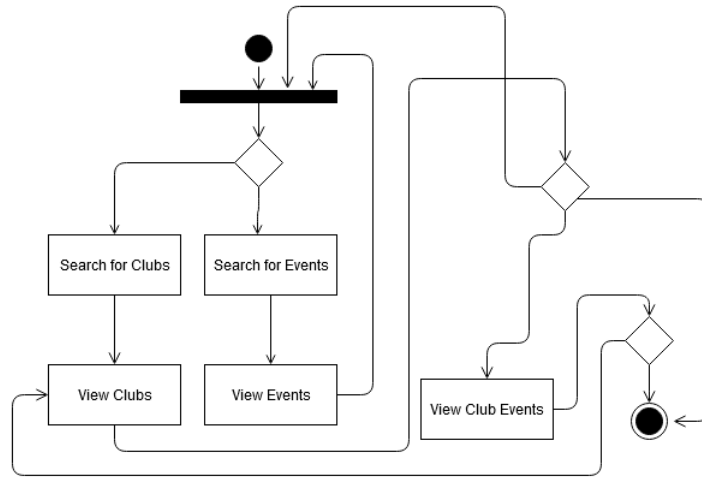 Search for Clubs
Search for Events
View Clubs
View Events
View Club Events